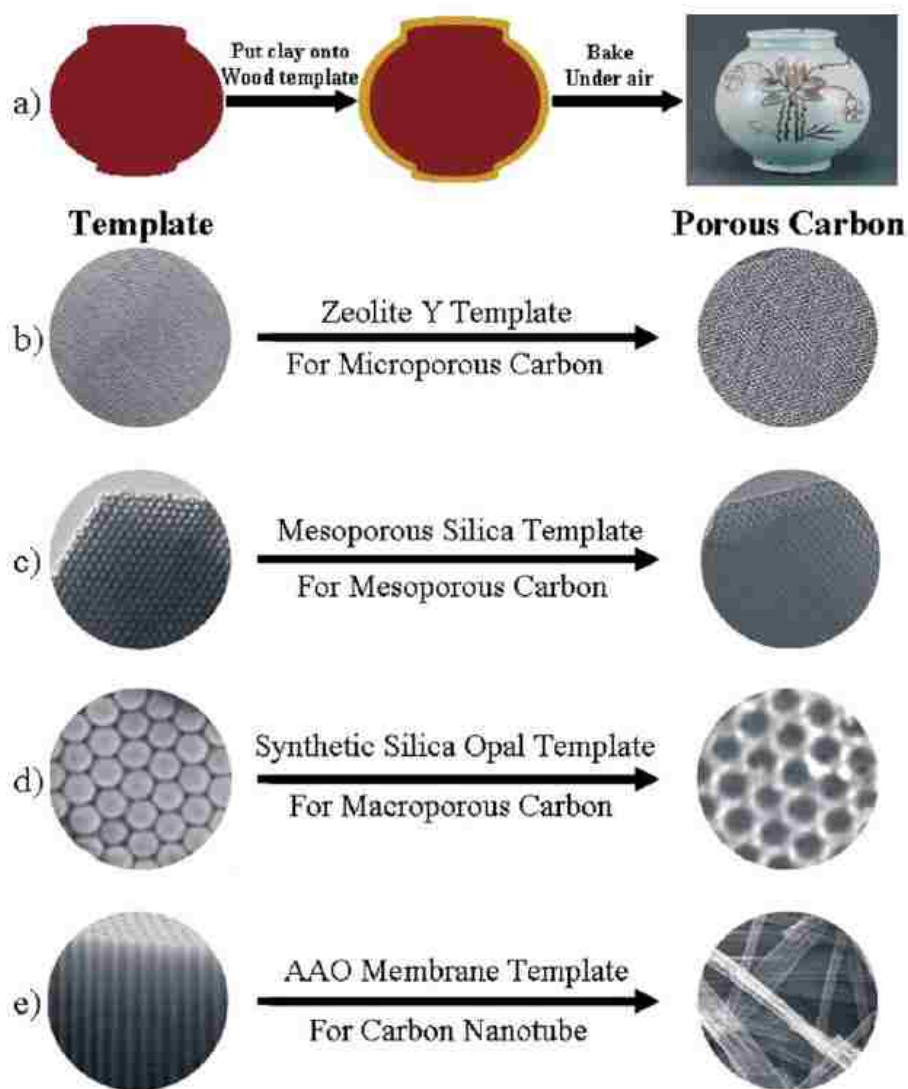 a)
Put clay onto
Wood template
Bake
Under air
Template
Porous Carbon
b)
Zeolite Y Template
For Microporous Carbon
c)
Mesoporous Silica Template
For Mesoporous Carbon
d)
Synthetic Silica Opal Template
For Macroporous Carbon
e)
AAO Membrane Template
For Carbon Nanotube